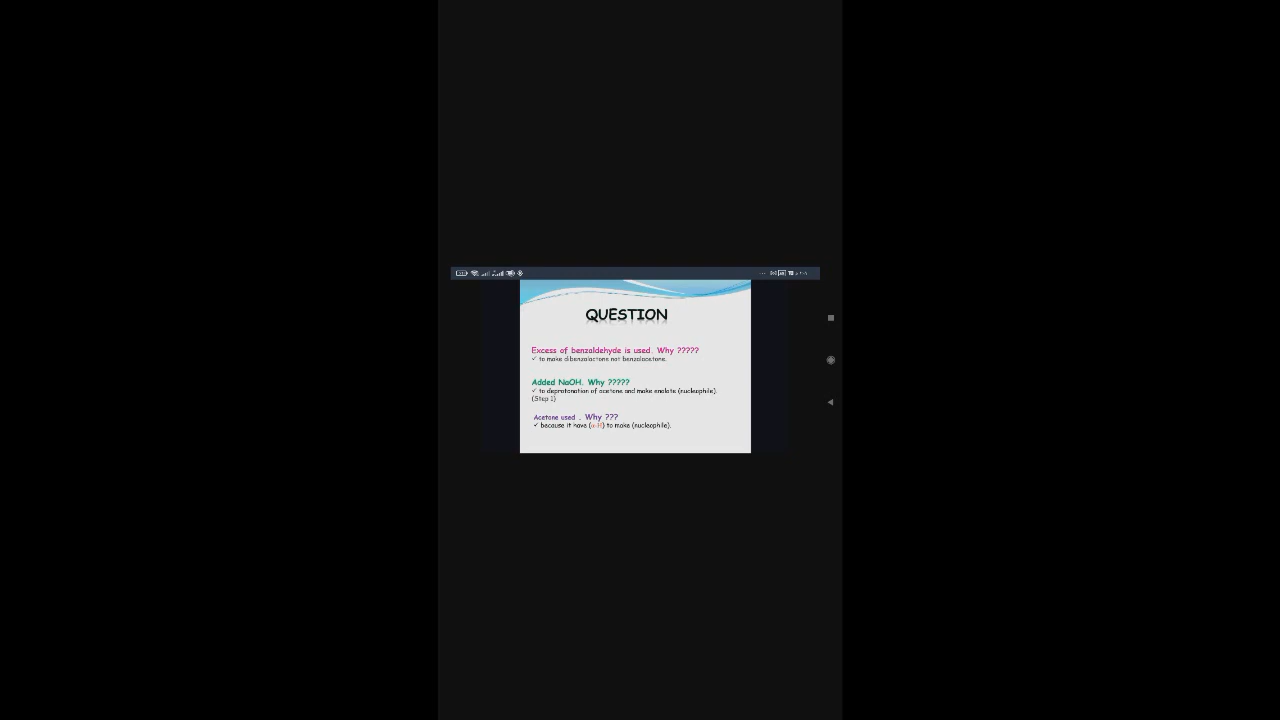 QUESTION
Excess of benzaldehyde is used. Why ?????
✓ to make dibenzalactone not benzalacetone.
Added NaOH. Why ?????
✓ to deprotonation of acetone and make enolate (nucleophile).
(Step 1)
Acetone used . Why ???
✓ because it have (α-H) to make (nucleophile).